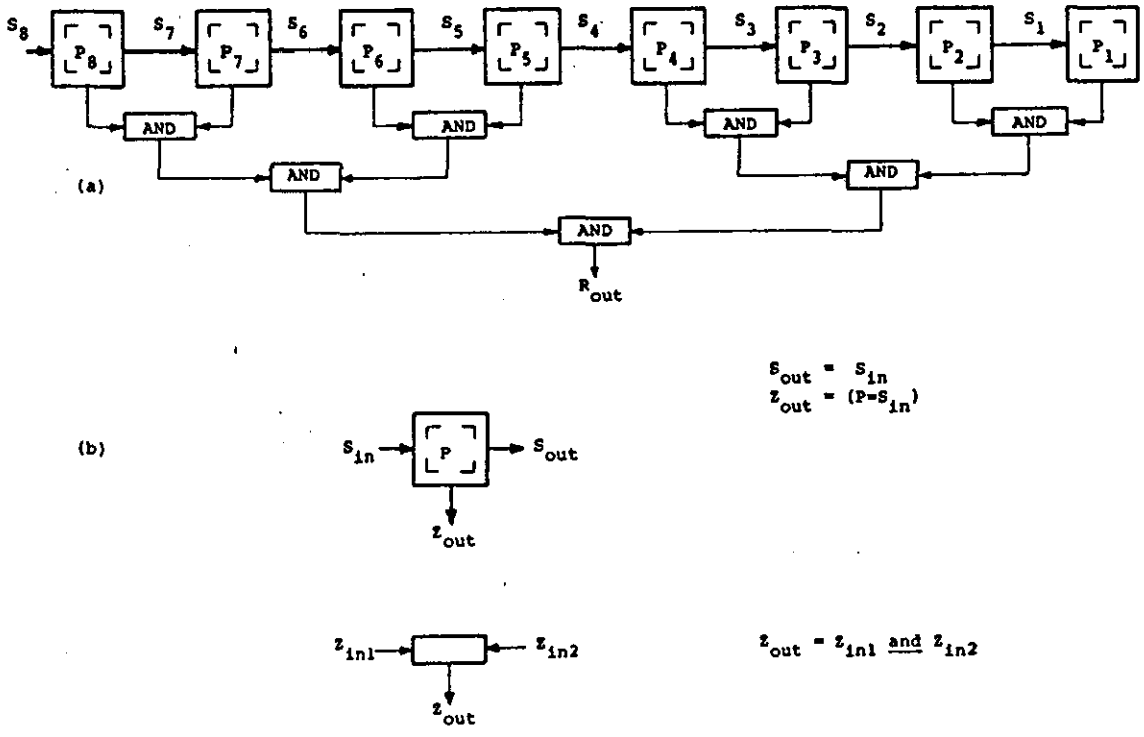 S8 S7 S6 S5 S4 S3 S2 S1
P8 P7 P6 P5 P4 P3 P2 P1
AND AND AND AND
(a) AND AND
AND
Rout
Sout = Sin
Zout = (P=Sin)
(b) Sin P Sout
Zout
Zin1 Zin2 Zout = Zin1 and Zin2
Zout